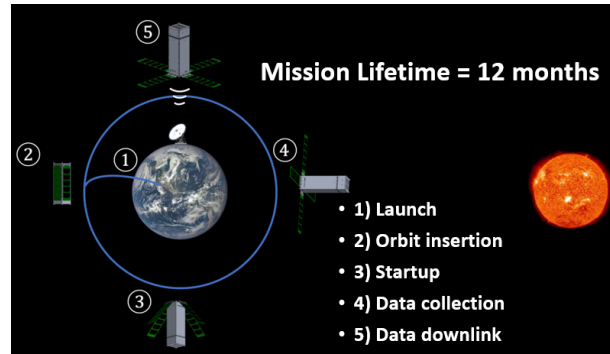 ⑤
Mission Lifetime = 12 months
②
①
④
③
• 1) Launch
• 2) Orbit insertion
• 3) Startup
• 4) Data collection
• 5) Data downlink